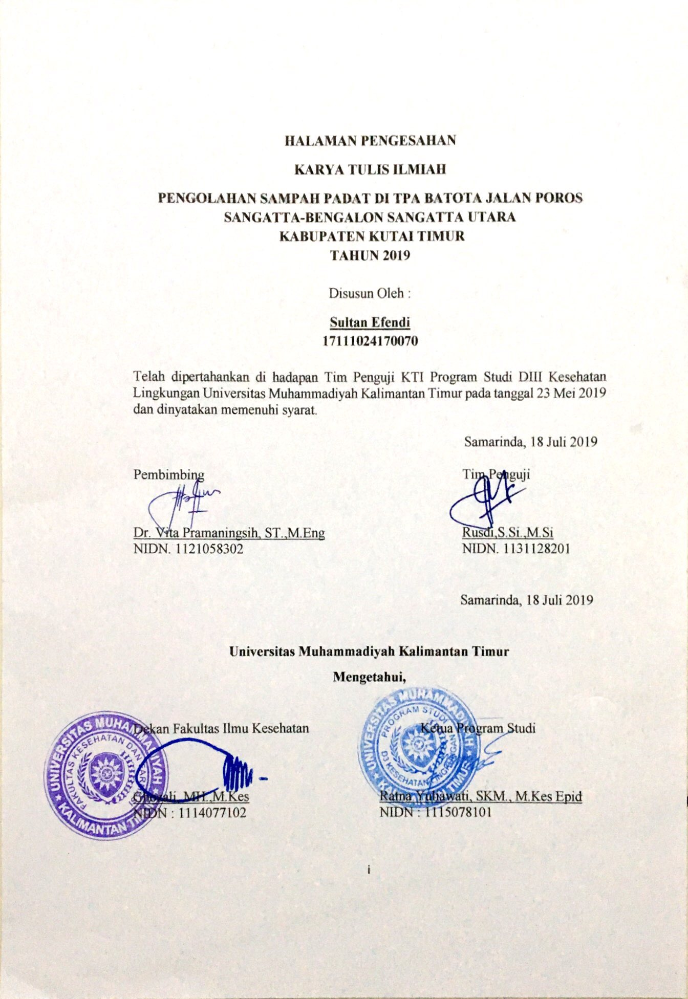 HALAMAN PENGESAHAN
KARYA TULIS ILMIAH
PENGOLAHAN SAMPAH PADAT DI TPA BATOTA JALAN POROS
SANGATTA-BENGALON SANGATTA UTARA
KABUPATEN KUTAI TIMUR
TAHUN 2019
Disusun Oleh :
Sultan Efendi
17111024170070
Telah dipertahankan di hadapan Tim Penguji KTI Program Studi DIII Kesehatan
Lingkungan Universitas Muhammadiyah Kalimantan Timur pada tanggal 23 Mei 2019
dan dinyatakan memenuhi syarat.
Samarinda, 18 Juli 2019
Pembimbing
Tim Penguji
Dr. Vita Pramaningsih, ST.,M.Eng
Rusdi,S.Si.,M.Si
NIDN. 1121058302
NIDN. 1131128201
Samarinda, 18 Juli 2019
Universitas Muhammadiyah Kalimantan Timur
Mengetahui,
Dekan Fakultas Ilmu Kesehatan
Ketua Program Studi
Ghozali, MH.,M.Kes
Ratna Yuliawati, SKM., M.Kes Epid
NIDN : 1114077102
NIDN : 1115078101
UNIVERSITAS MUHAMMADIYAH
FAKULTAS KESEHATAN DAN
KALIMANTAN TIMUR
UNIVERSITAS MUHAMMADIYAH
PROGRAM STUDI
D3 KESEHATAN LINGKUNGAN
KALIMANTAN TIMUR
i